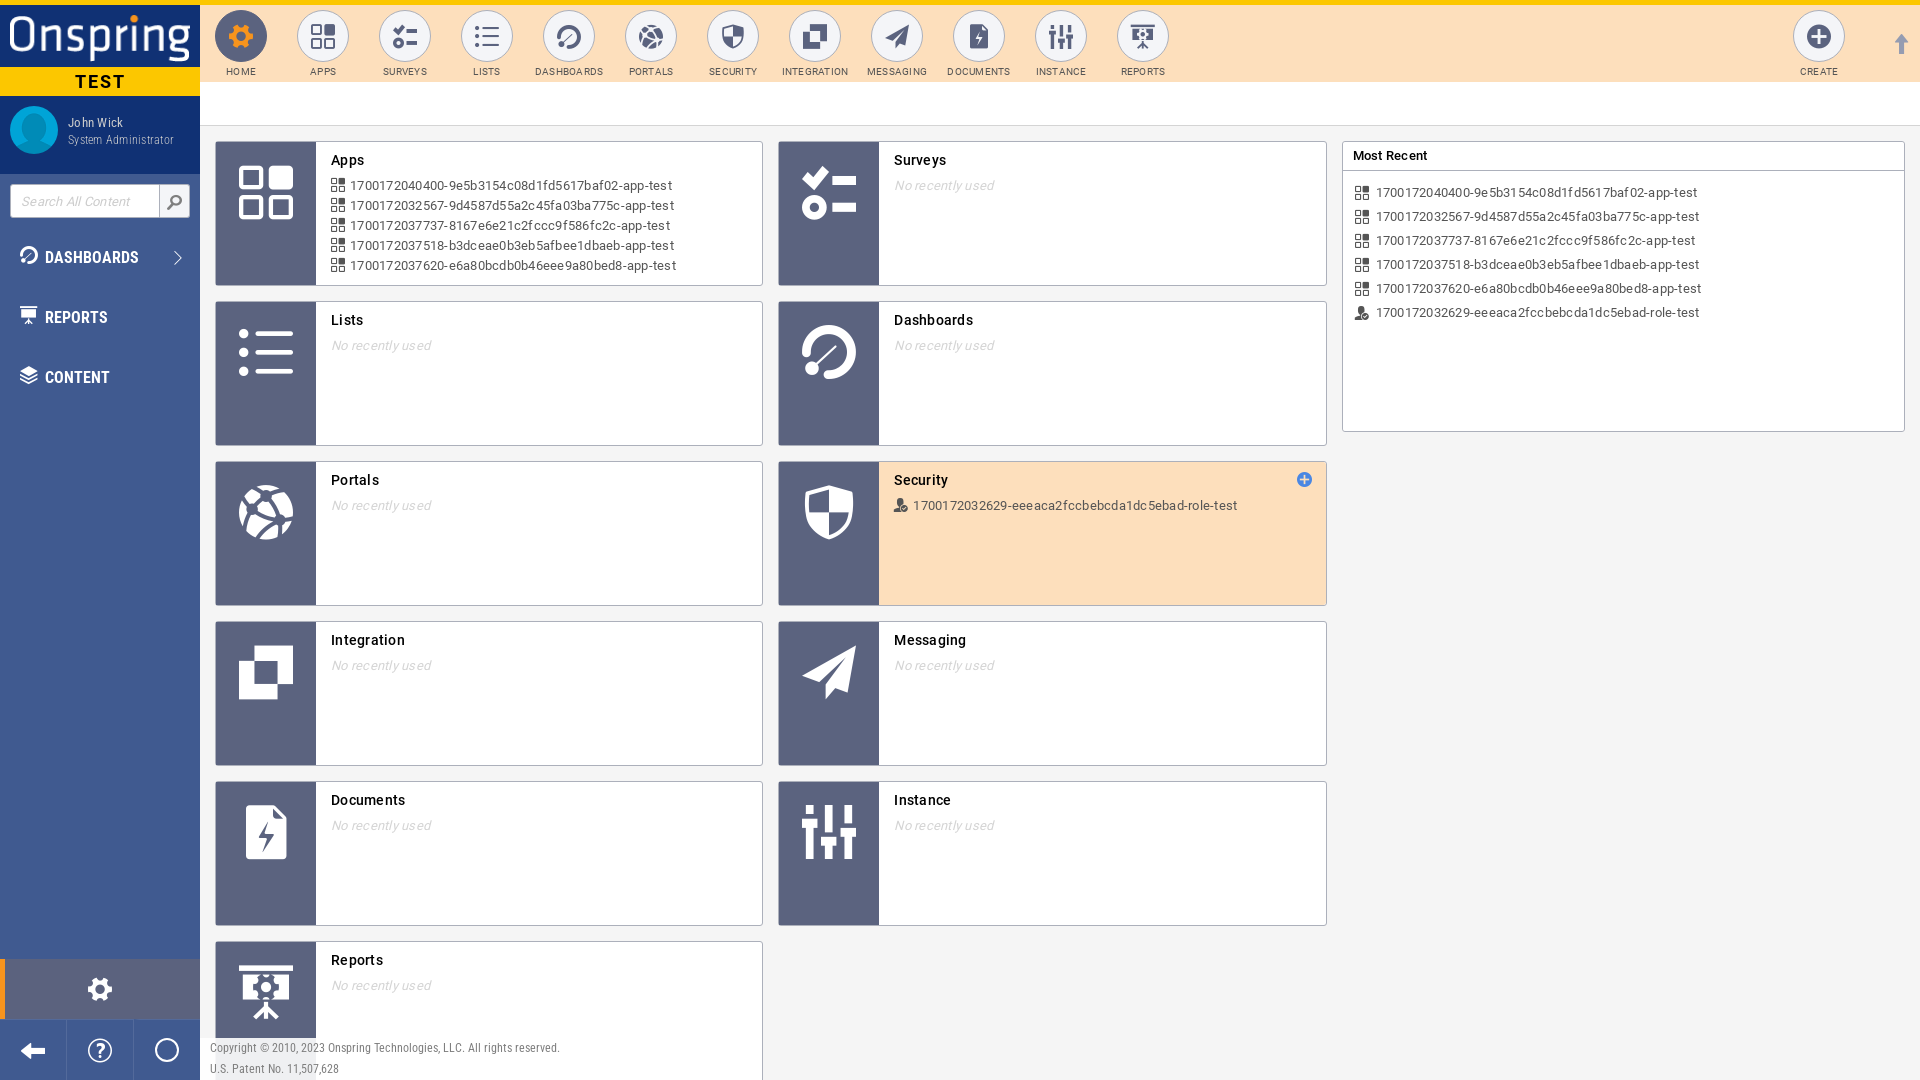 Onspring
TEST
John Wick
System Administrator
Search All Content
DASHBOARDS
REPORTS
CONTENT
HOME
APPS
SURVEYS
LISTS
DASHBOARDS
PORTALS
SECURITY
INTEGRATION
MESSAGING
DOCUMENTS
INSTANCE
REPORTS
CREATE
Apps
1700172040400-9e5b3154c08d1fd5617baf02-app-test
1700172032567-9d4587d55a2c45fa03ba775c-app-test
1700172037737-8167e6e21c2fccc9f586fc2c-app-test
1700172037518-b3dceae0b3eb5afbee1dbaeb-app-test
1700172037620-e6a80bcdb0b46eee9a80bed8-app-test
Surveys
No recently used
Lists
No recently used
Dashboards
No recently used
Portals
No recently used
Security
1700172032629-eeeaca2fccbebcda1dc5ebad-role-test
Integration
No recently used
Messaging
No recently used
Documents
No recently used
Instance
No recently used
Reports
No recently used
Most Recent
1700172040400-9e5b3154c08d1fd5617baf02-app-test
1700172032567-9d4587d55a2c45fa03ba775c-app-test
1700172037737-8167e6e21c2fccc9f586fc2c-app-test
1700172037518-b3dceae0b3eb5afbee1dbaeb-app-test
1700172037620-e6a80bcdb0b46eee9a80bed8-app-test
1700172032629-eeeaca2fccbebcda1dc5ebad-role-test
Copyright © 2010, 2023 Onspring Technologies, LLC. All rights reserved.
U.S. Patent No. 11,507,628